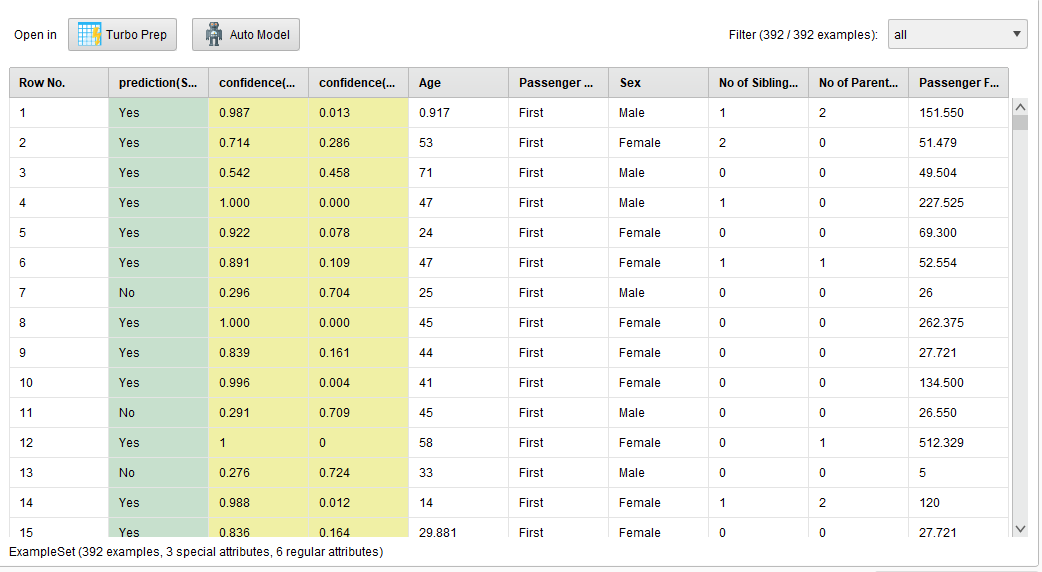 Open in Turbo Prep Auto Model Filter (392 / 392 examples): all
Row No. prediction(S... confidence(... confidence(... Age Passenger ... Sex No of Sibling... No of Parent... Passenger F...
1 Yes 0.987 0.013 0.917 First Male 1 2 151.550
2 Yes 0.714 0.286 53 First Female 2 0 51.479
3 Yes 0.542 0.458 71 First Male 0 0 49.504
4 Yes 1.000 0.000 47 First Male 1 0 227.525
5 Yes 0.922 0.078 24 First Female 0 0 69.300
6 Yes 0.891 0.109 47 First Female 1 1 52.554
7 No 0.296 0.704 25 First Male 0 0 26
8 Yes 1.000 0.000 45 First Female 0 0 262.375
9 Yes 0.839 0.161 44 First Female 0 0 27.721
10 Yes 0.996 0.004 41 First Female 0 0 134.500
11 No 0.291 0.709 45 First Male 0 0 26.550
12 Yes 1 0 58 First Female 0 1 512.329
13 No 0.276 0.724 33 First Male 0 0 5
14 Yes 0.988 0.012 14 First Female 1 2 120
15 Yes 0.836 0.164 29.881 First Female 0 0 27.721
ExampleSet (392 examples, 3 special attributes, 6 regular attributes)